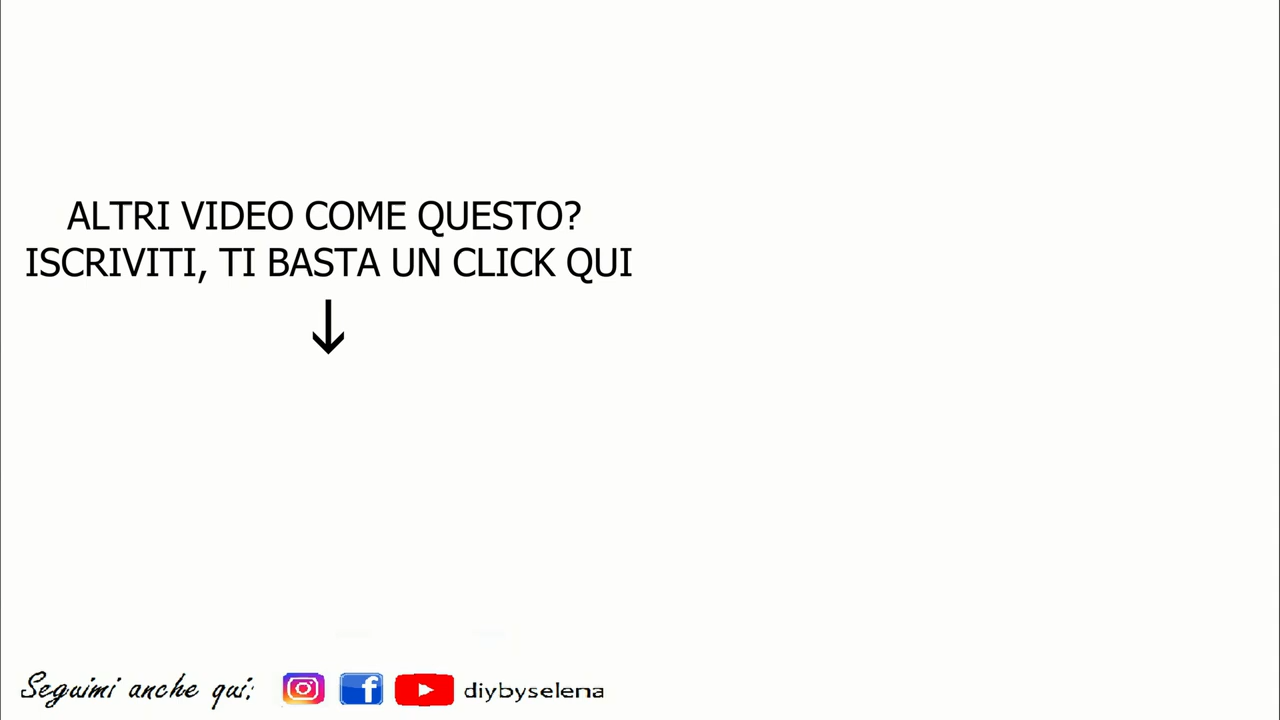 ALTRI VIDEO COME QUESTO?
ISCRIVITI, TI BASTA UN CLICK QUI
Seguimi anche qui: diybyselena